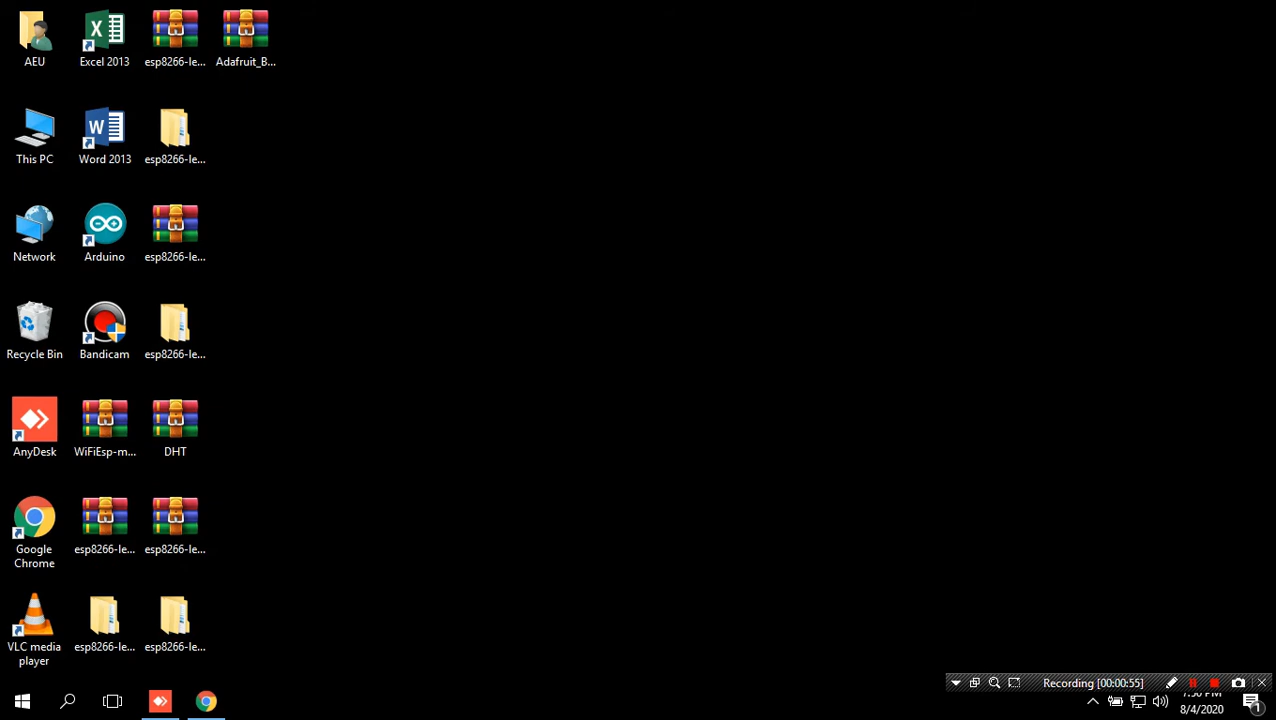 AEU
Excel 2013
esp8266-le...
Adafruit_B...
This PC
Word 2013
esp8266-le...
Network
Arduino
esp8266-le...
Recycle Bin
Bandicam
esp8266-le...
AnyDesk
WiFiEsp-m...
DHT
Google
Chrome
esp8266-le...
esp8266-le...
VLC media
player
esp8266-le...
esp8266-le...
Recording [00:00:55]
8/4/2020
1